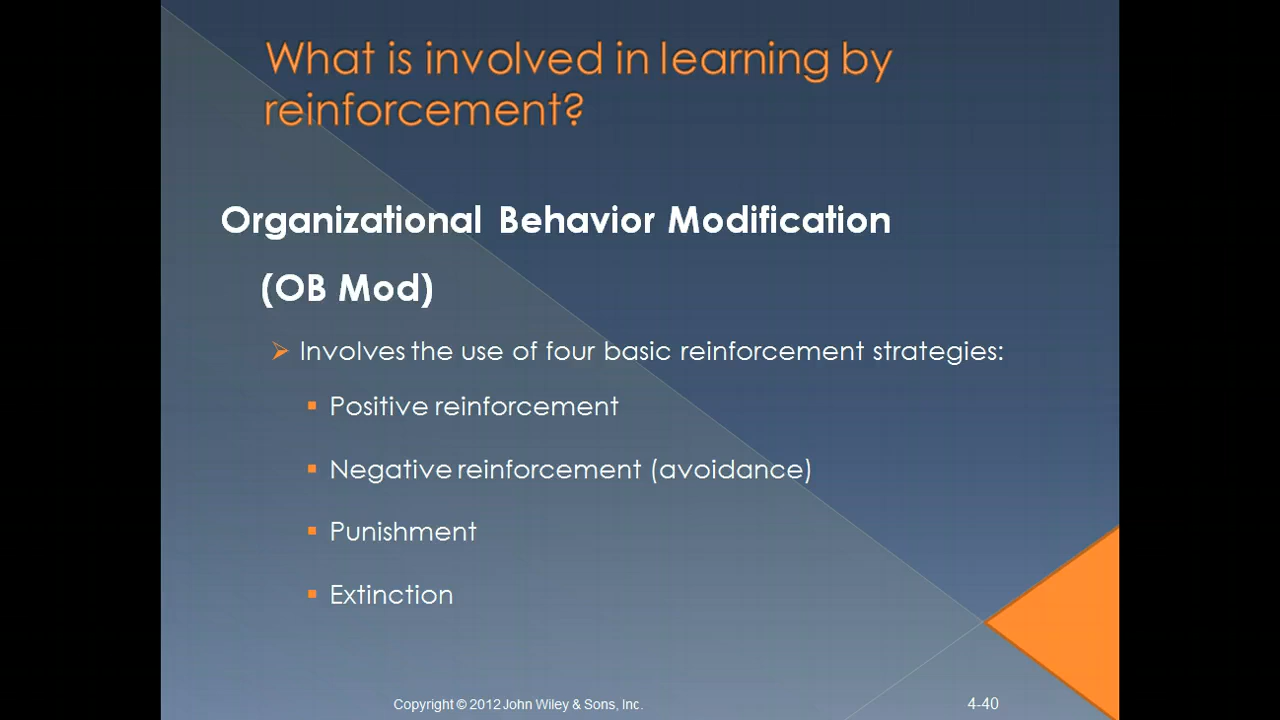 What is involved in learning by
reinforcement?
Organizational Behavior Modification
(OB Mod)
Involves the use of four basic reinforcement strategies:
Positive reinforcement
Negative reinforcement (avoidance)
Punishment
Extinction
Copyright © 2012 John Wiley & Sons, Inc.
4-40